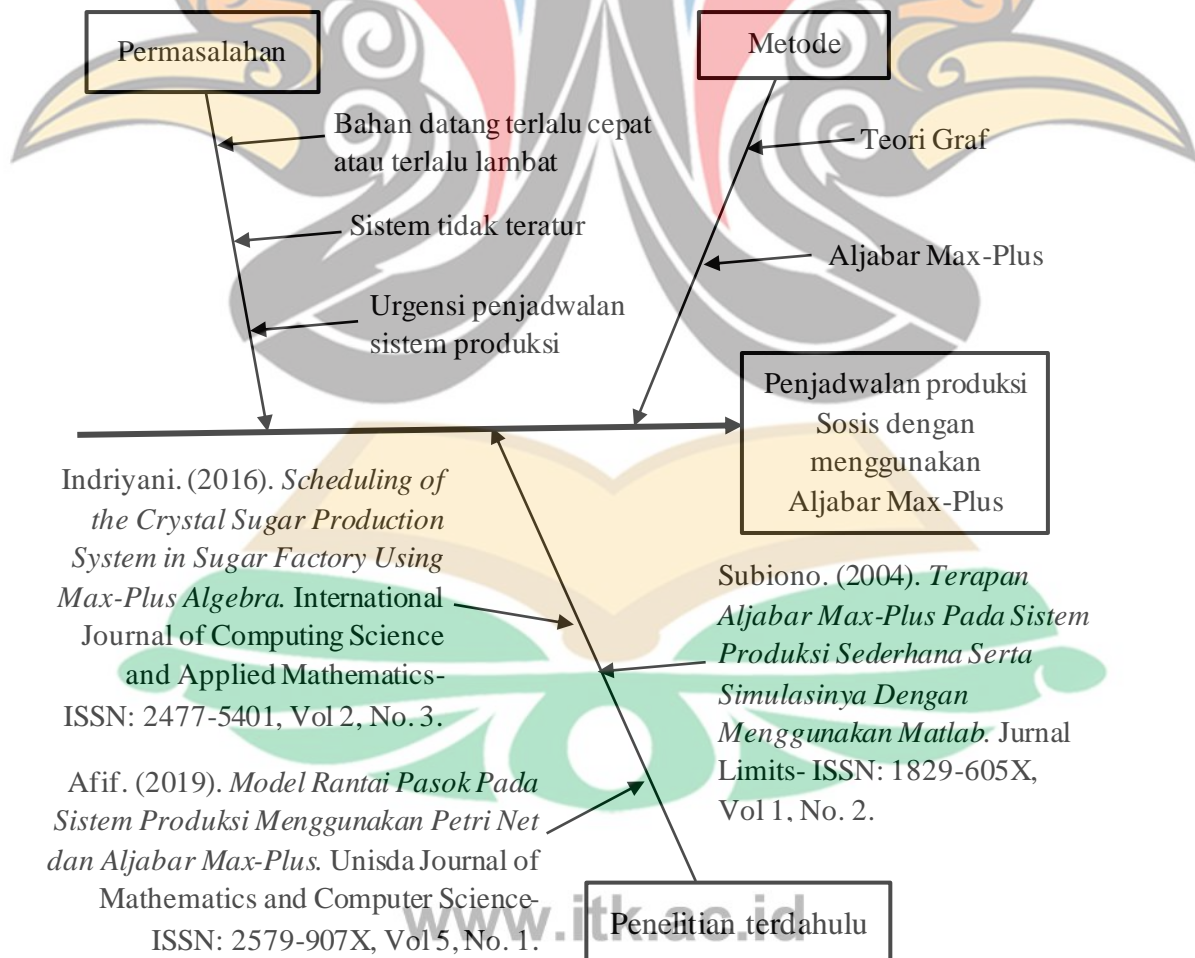 Permasalahan
Bahan datang terlalu cepat
atau terlalu lambat
Sistem tidak teratur
Urgensi penjadwalan
sistem produksi
Metode
Teori Graf
Aljabar Max-Plus
Penjadwalan produksi
Sosis dengan
menggunakan
Aljabar Max-Plus
Indriyani. (2016). Scheduling of
the Crystal Sugar Production
System in Sugar Factory Using
Max-Plus Algebra. International
Journal of Computing Science
and Applied Mathematics-
ISSN: 2477-5401, Vol 2, No. 3.
Subiono. (2004). Terapan
Aljabar Max-Plus Pada Sistem
Produksi Sederhana Serta
Simulasinya Dengan
Menggunakan Matlab. Jurnal
Limits- ISSN: 1829-605X,
Vol 1, No. 2.
Afif. (2019). Model Rantai Pasok Pada
Sistem Produksi Menggunakan Petri Net
dan Aljabar Max-Plus. Unisda Journal of
Mathematics and Computer Science-
ISSN: 2579-907X, Vol 5, No. 1.
Penelitian terdahulu
www.itk.ac.id